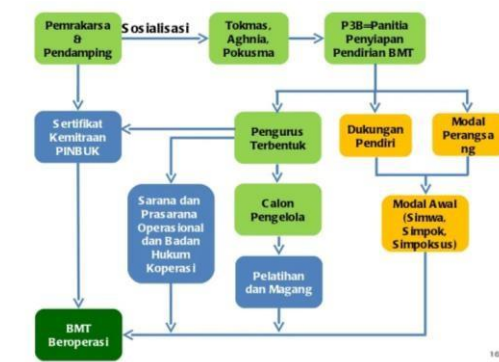 Pemrakarsa
&
Pendamping
Sosialisasi
Tokmas,
Aghnia,
Pokusma
P3B=Panitia
Penyiapan
Pendirian BMT
Sertifikat
Kemitraan
PINBUK
Pengurus
Terbentuk
Dukungan
Pendiri
Modal
Perangsa
ng
Sarana dan
Prasarana
Operasional
dan Badan
Hukum
Koperasi
Calon
Pengelola
Modal Awal
(Simwa,
Simpok,
Simpoksus)
Pelatihan
dan Magang
BMT
Beroperasi